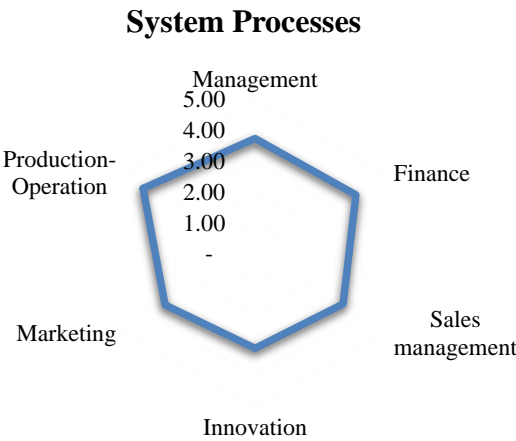 System Processes
Management
5.00
4.00
3.00
2.00
1.00
-
Finance
Sales
management
Innovation
Marketing
Production-
Operation